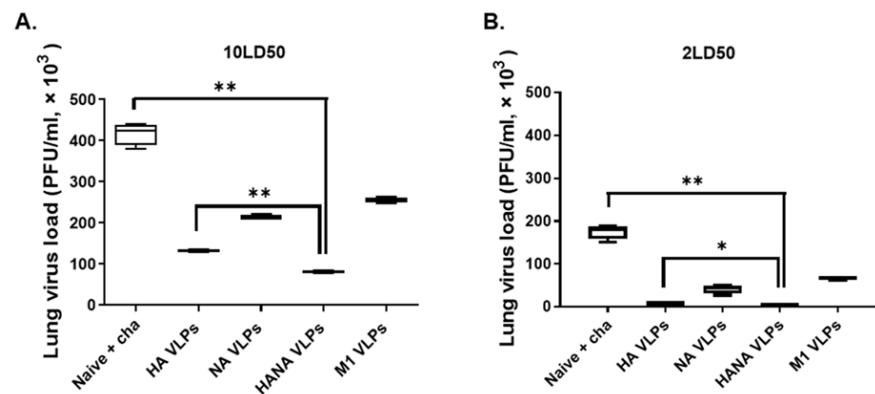 A.
10LD50
Lung virus load (PFU/ml, × 10³ )
500
400
300
200
100
0
**
**
Naive + cha
HA VLPs
NA VLPs
HANA VLPs
M1 VLPs
B.
2LD50
Lung virus load (PFU/ml, × 10³ )
500
400
300
200
100
0
**
*
Naive + cha
HA VLPs
NA VLPs
HANA VLPs
M1 VLPs